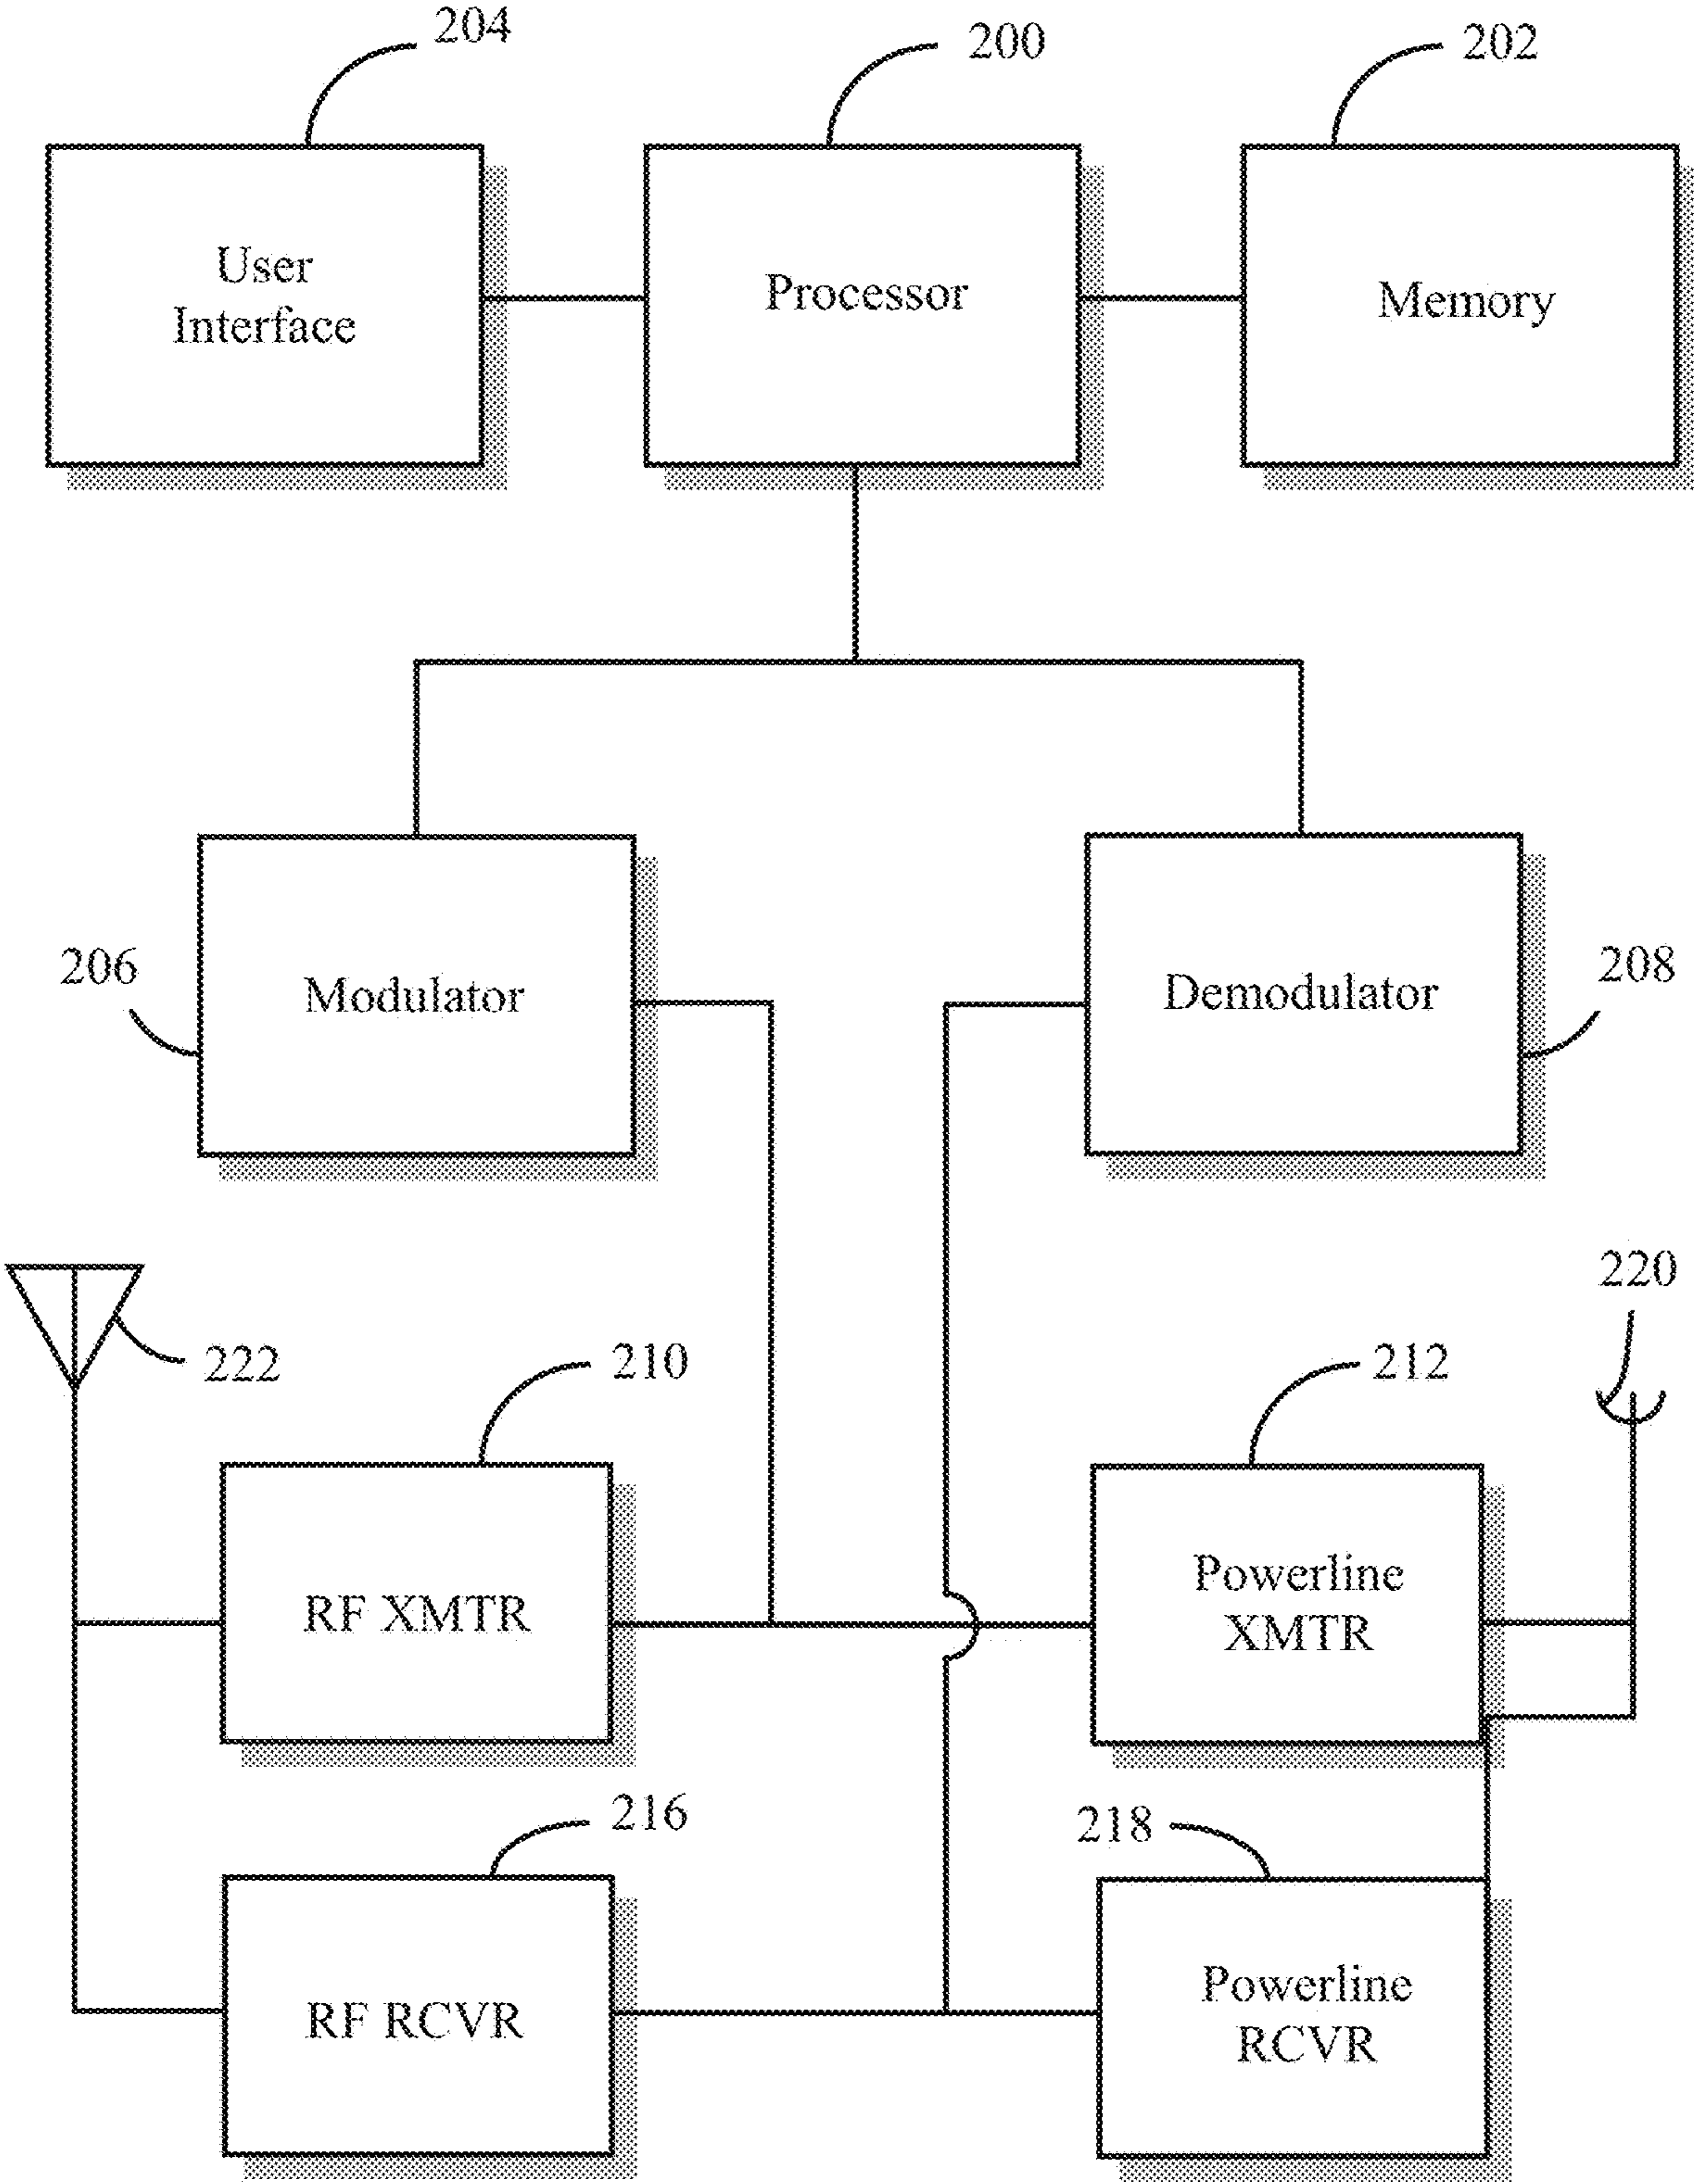 204
200
202
User
Interface
Processor
Memory
206
Modulator
Demodulator
208
222
210
212
220
RF XMTR
Powerline
XMTR
216
218
RF RCVR
Powerline
RCVR